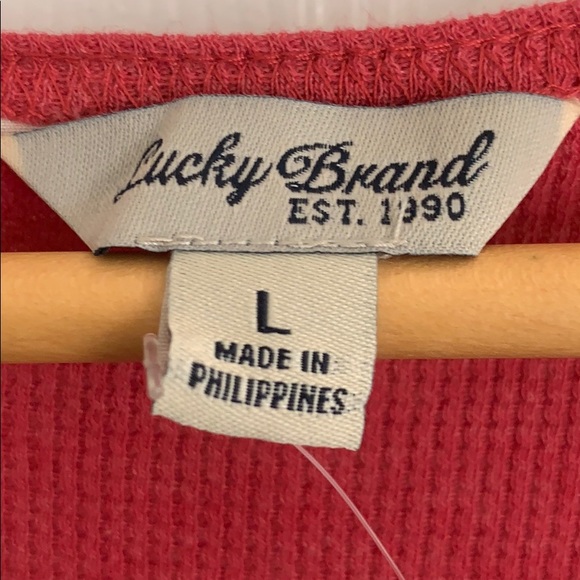 Lucky Brand
EST. 1990
L
MADE IN
PHILIPPINES